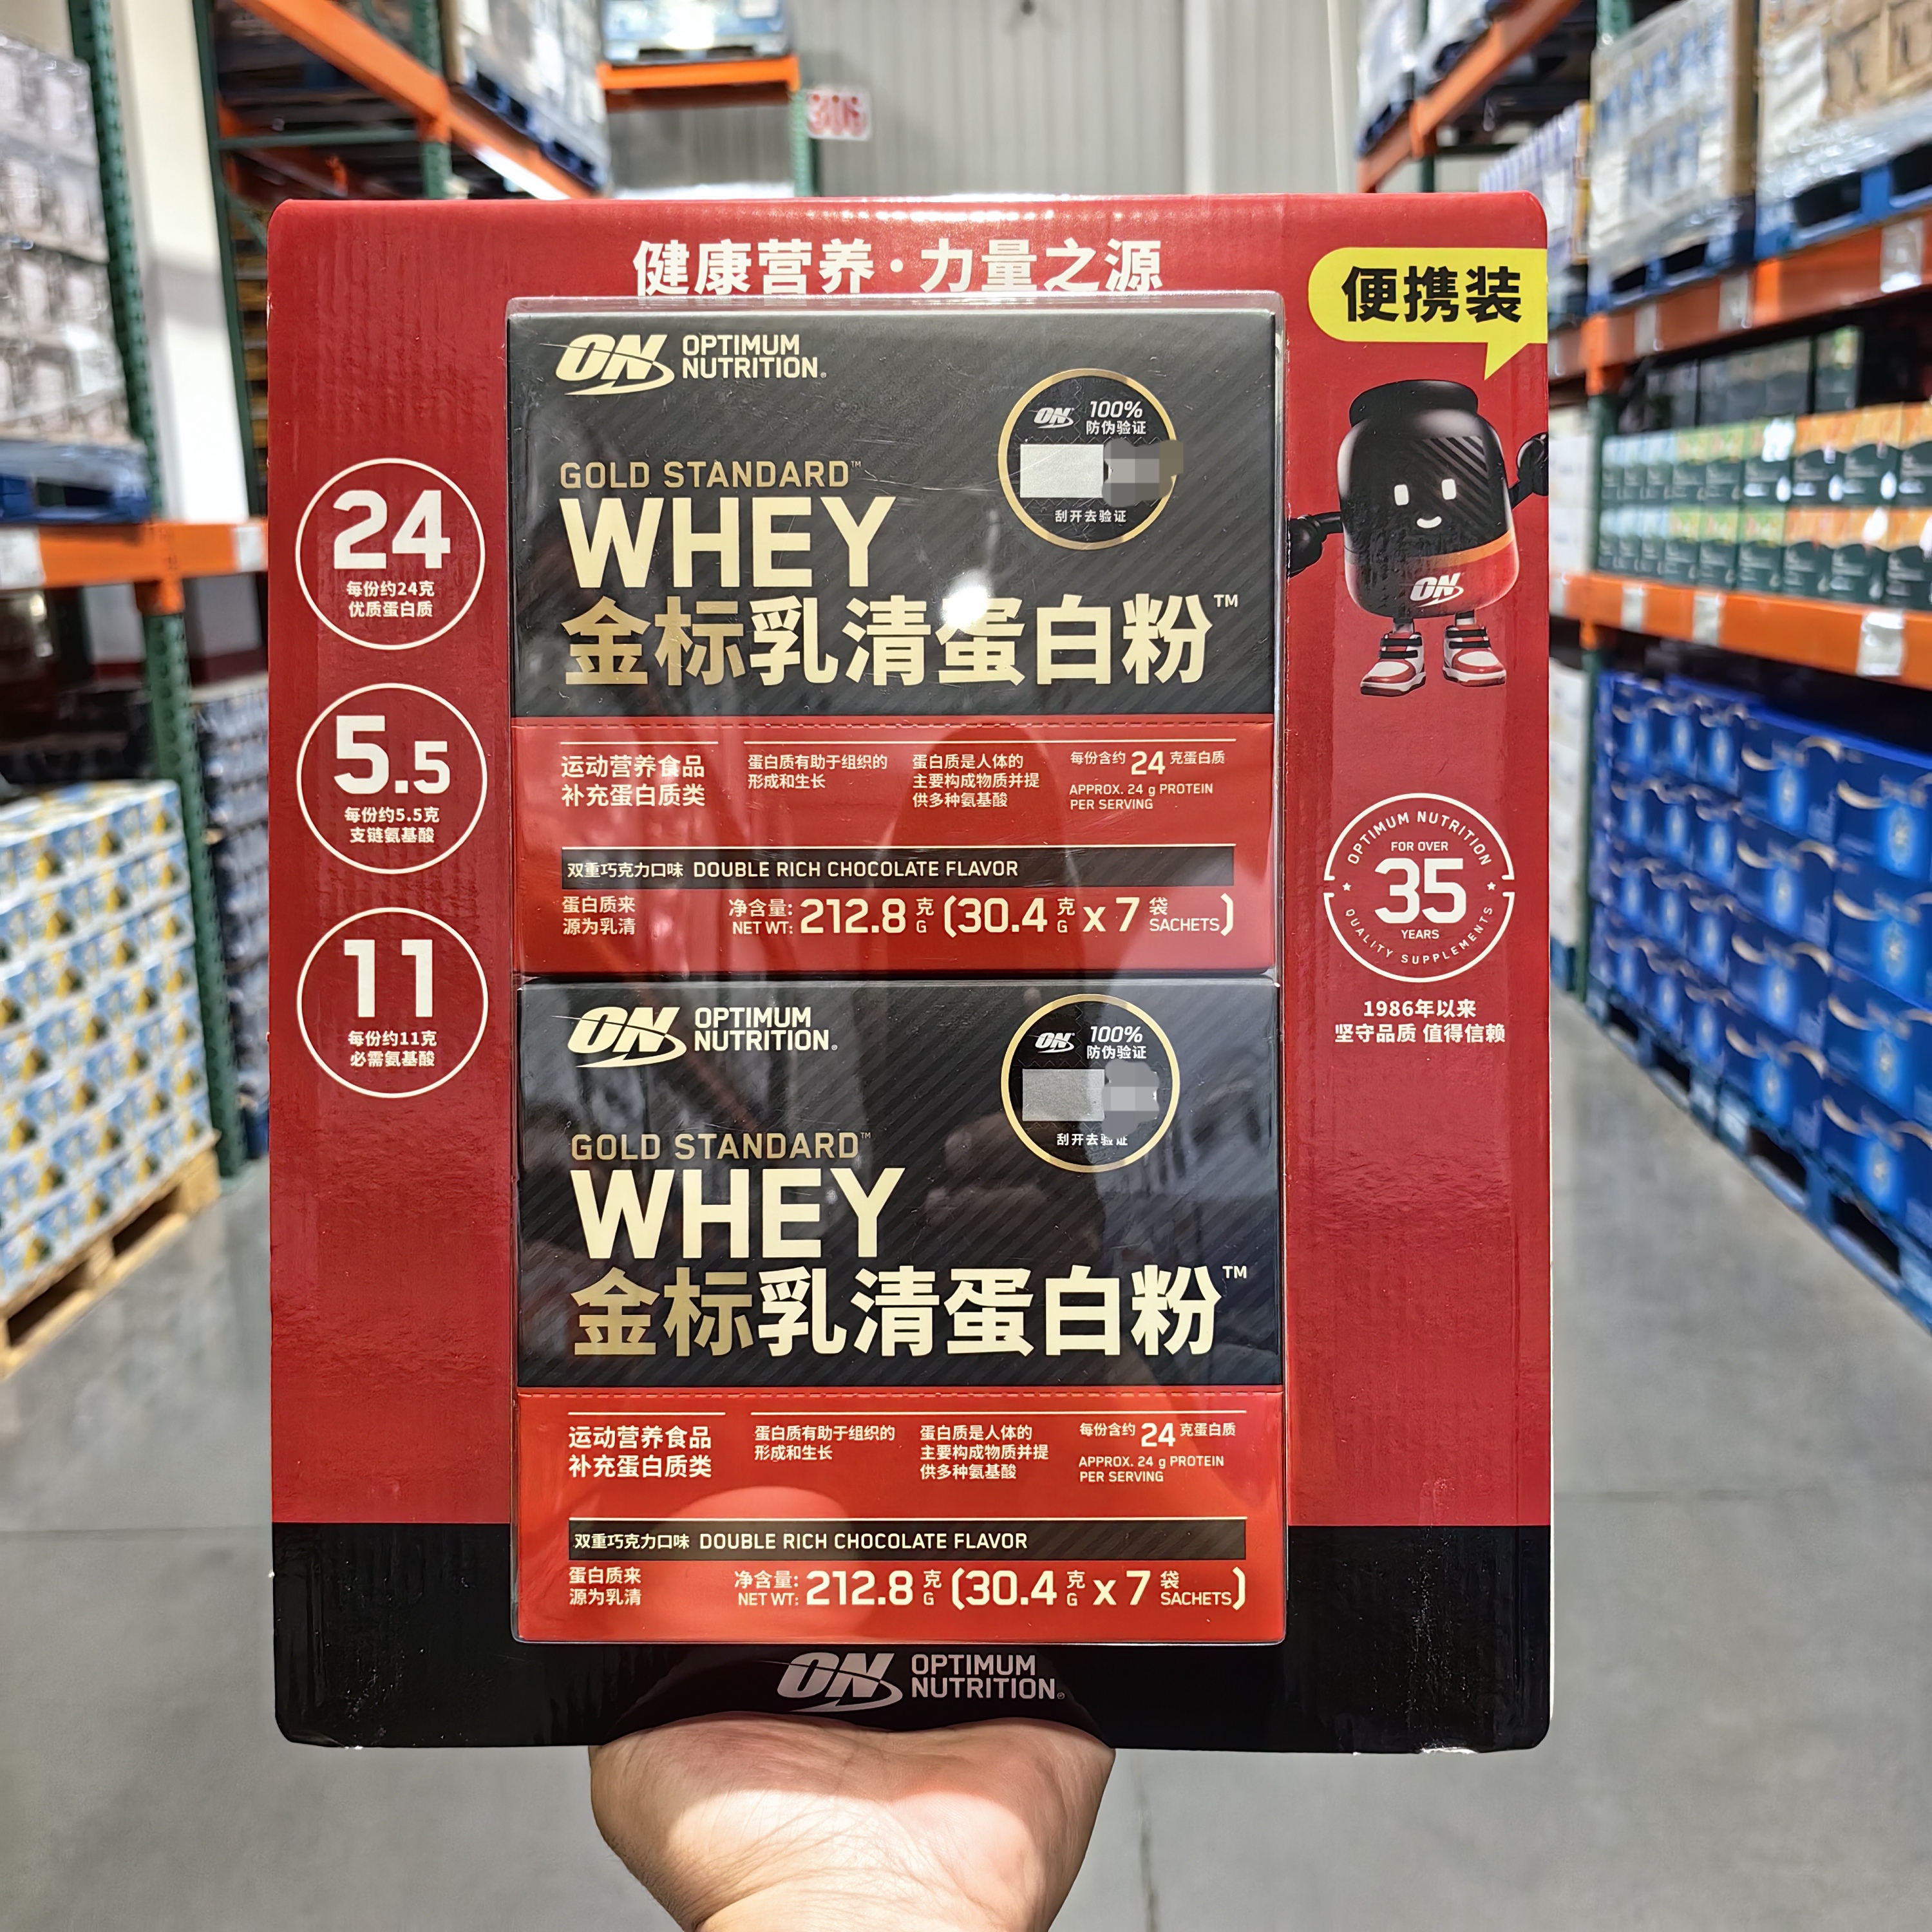 306
健康营养·力量之源
便携装
ON OPTIMUM
NUTRITION®
ON 100%
防伪验证
刮开去验证
GOLD STANDARD™
WHEY
金标乳清蛋白粉™
运动营养食品
补充蛋白质类
蛋白质有助于组织的
形成和生长
蛋白质是人体的
主要构成物质并提
供多种氨基酸
每份含约24克蛋白质
APPROX. 24 g PROTEIN
PER SERVING
双重巧克力口味 DOUBLE RICH CHOCOLATE FLAVOR
蛋白质来
源为乳清
净含量: 212.8 克 (30.4 克 x 7 袋
NET WT: G G SACHETS)
24
每份约24克
优质蛋白质
5.5
每份约5.5克
支链氨基酸
11
每份约11克
必需氨基酸
ON
OPTIMUM NUTRITION
FOR OVER
35
YEARS
QUALITY SUPPLEMENTS
1986年以来
坚守品质 值得信赖
ON OPTIMUM
NUTRITION®
ON 100%
防伪验证
刮开去验证
GOLD STANDARD™
WHEY
金标乳清蛋白粉™
运动营养食品
补充蛋白质类
蛋白质有助于组织的
形成和生长
蛋白质是人体的
主要构成物质并提
供多种氨基酸
每份含约24克蛋白质
APPROX. 24 g PROTEIN
PER SERVING
双重巧克力口味 DOUBLE RICH CHOCOLATE FLAVOR
蛋白质来
源为乳清
净含量: 212.8 克 (30.4 克 x 7 袋
NET WT: G G SACHETS)
ON OPTIMUM
NUTRITION®